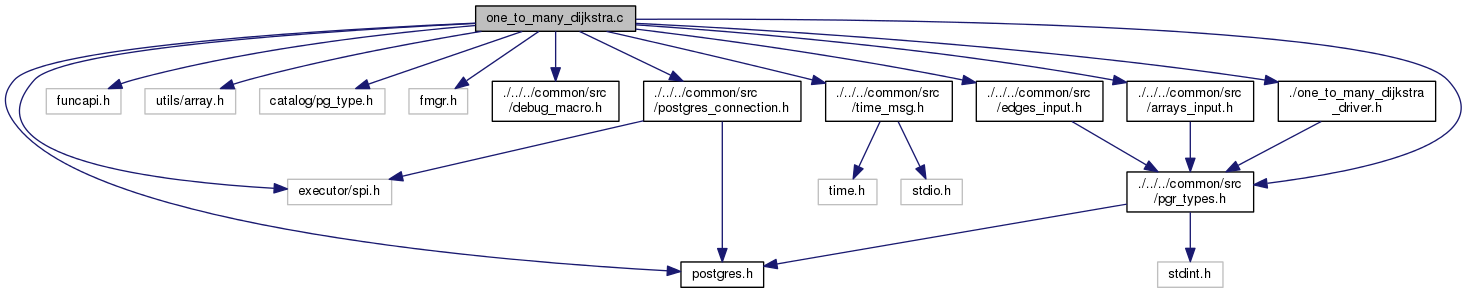 one_to_many_dijkstra.c
funcapi.h
utils/array.h
catalog/pg_type.h
fmgr.h
./../../common/src
/debug_macro.h
./../../common/src
/postgres_connection.h
./../../common/src
/time_msg.h
./../../common/src
/edges_input.h
./../../common/src
/arrays_input.h
./one_to_many_dijkstra
_driver.h
executor/spi.h
time.h
stdio.h
./../../common/src
/pgr_types.h
postgres.h
stdint.h